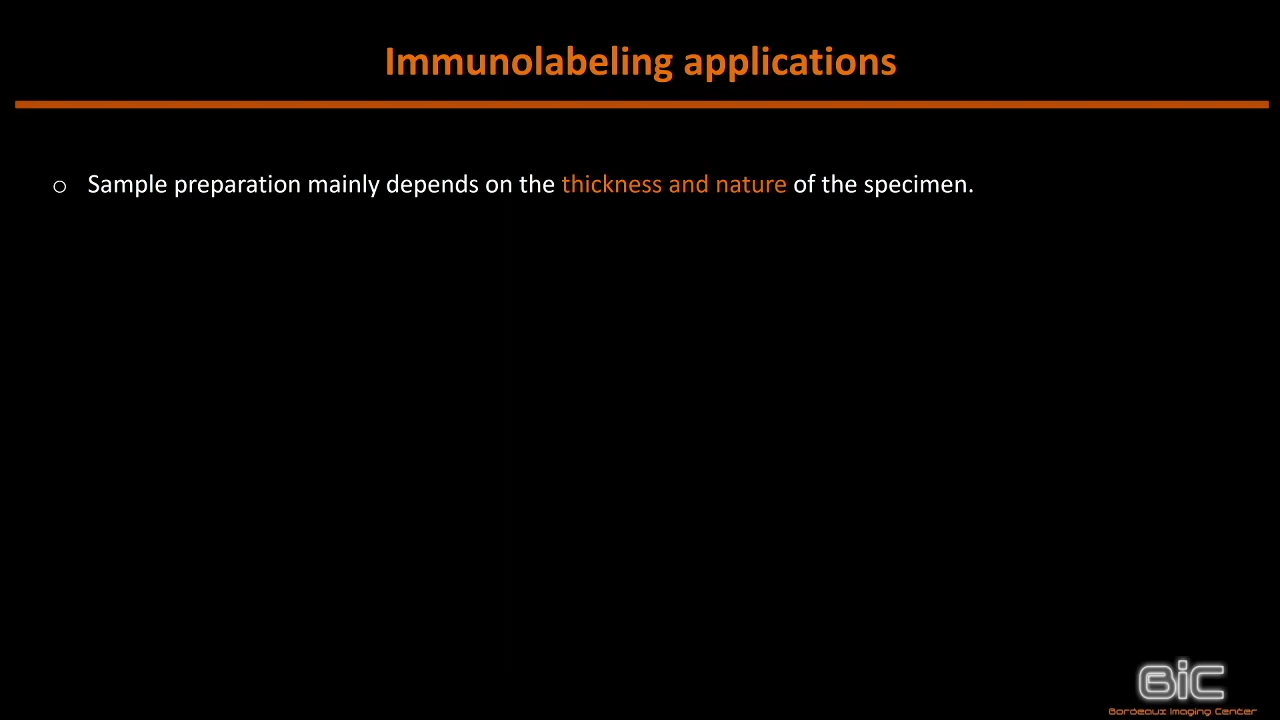 Immunolabeling applications
o Sample preparation mainly depends on the thickness and nature of the specimen.
BiC
Bordeaux Imaging Center